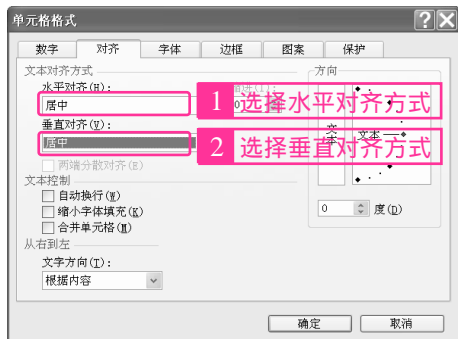 单元格格式
数字 对齐 字体 边框 图案 保护
文本对齐方式
水平对齐(H):
居中
1 选择水平对齐方式
垂直对齐(V):
居中
2 选择垂直对齐方式
两端分散对齐(E)
文本控制
自动换行(W)
缩小字体填充(K)
合并单元格(M)
从右到左
文字方向(T):
根据内容
方向
文本
文本
0 度(D)
确定 取消